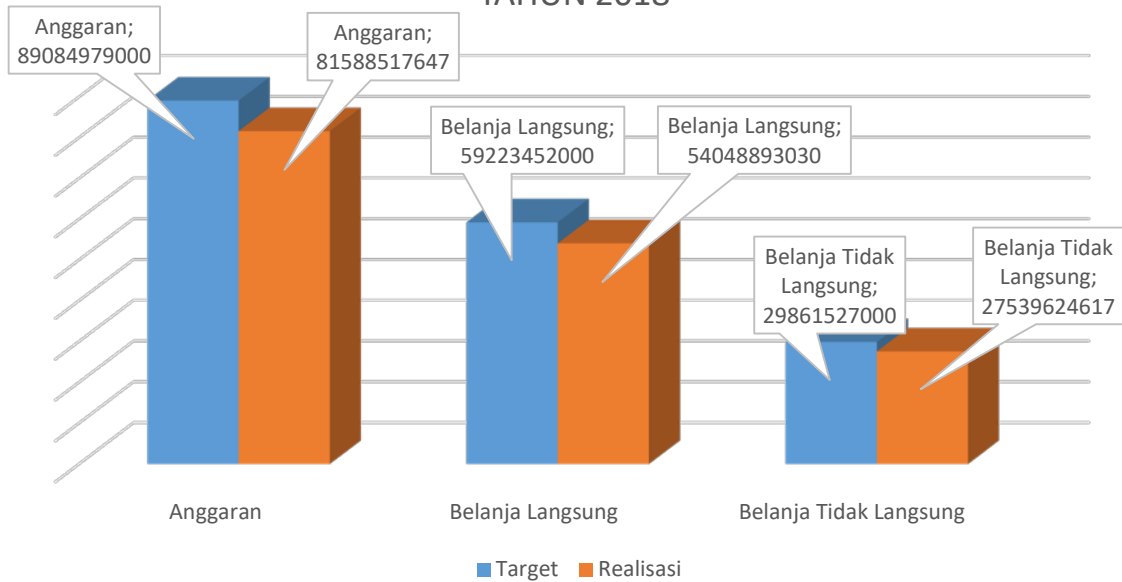 Anggaran;
89084979000
Anggaran;
81588517647
Belanja Langsung;
59223452000
Belanja Langsung;
54048893030
Belanja Tidak
Langsung;
29861527000
Belanja Tidak
Langsung;
27539624617
Anggaran
Belanja Langsung
Belanja Tidak Langsung
Target
Realisasi